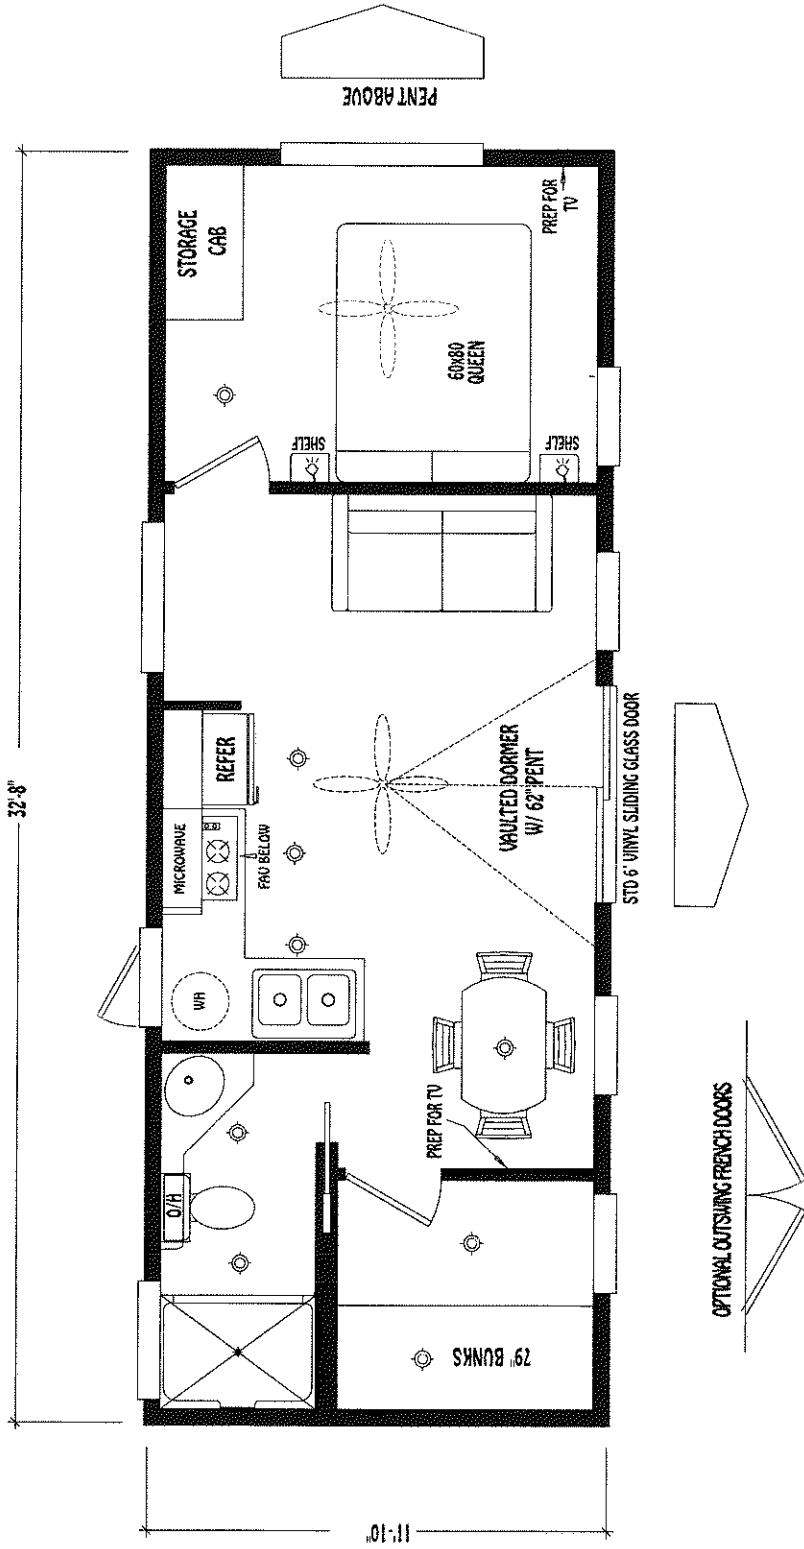 32'-8"
11'-10"
PENT ABOVE
STORAGE
CAB
PREP FOR
TV
60x80
QUEEN
SHELF
SHELF
REFER
MICROWAVE
FAU BELOW
WH
VAULTED DORMER
W/ 62" PENT
STD 6' VINYL SLIDING GLASS DOOR
PREP FOR TV
O/H
29" BUNKS
OPTIONAL OUTSWING FRENCH DOORS